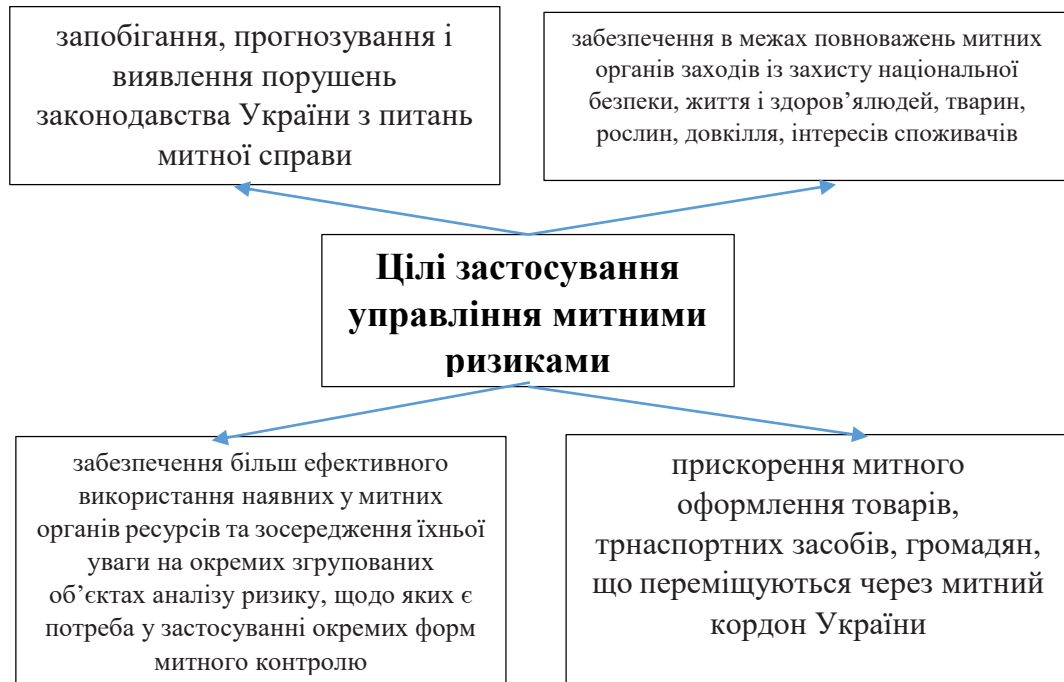 запобігання, прогнозування і
виявлення порушень
законодавства України з питань
митної справи
забезпечення в межах повноважень митних
органів заходів із захисту національної
безпеки, життя і здоров’ялюдей, тварин,
рослин, довкілля, інтересів споживачів
Цілі застосування
управління митними
ризиками
забезпечення більш ефективного
використання наявних у митних
органів ресурсів та зосередження їхньої
уваги на окремих згрупованих
об’єктах аналізу ризику, щодо яких є
потреба у застосуванні окремих форм
митного контролю
прискорення митного
оформлення товарів,
трнаспортних засобів, громадян,
що переміщуються через митний
кордон України